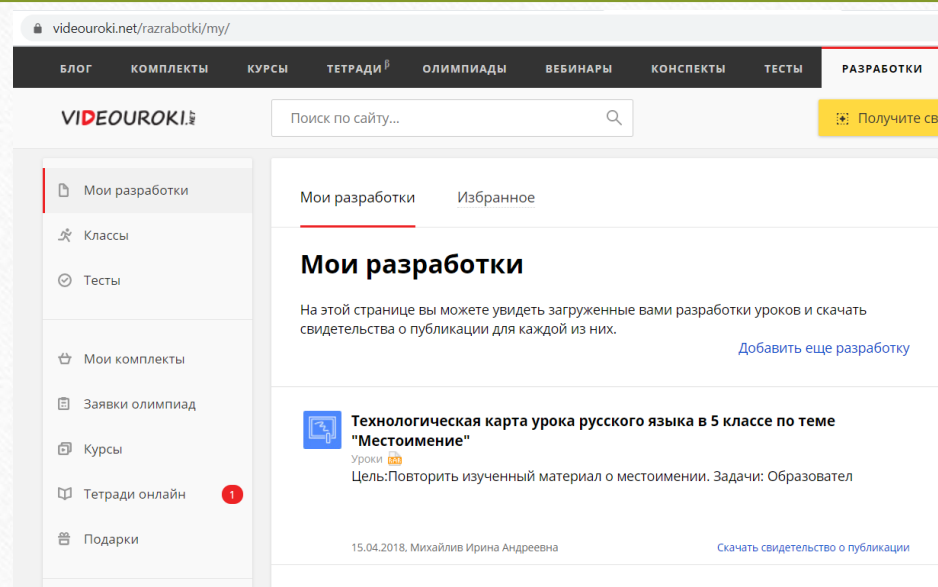 videouroki.net/razrabotki/my/
БЛОГ КОМПЛЕКТЫ КУРСЫ ТЕТРАДИβ ОЛИМПИАДЫ ВЕБИНАРЫ КОНСПЕКТЫ ТЕСТЫ РАЗРАБОТКИ
VIDEOUROKI.NET Поиск по сайту... Получите св
Мои разработки
Классы
Тесты
Мои комплекты
Заявки олимпиад
Курсы
Тетради онлайн 1
Подарки
Мои разработки Избранное
Мои разработки
На этой странице вы можете увидеть загруженные вами разработки уроков и скачать
свидетельства о публикации для каждой из них.
Добавить еще разработку
Технологическая карта урока русского языка в 5 классе по теме
"Местоимение"
Уроки
Цель:Повторить изученный материал о местоимении. Задачи: Образовател
15.04.2018, Михайлив Ирина Андреевна Скачать свидетельство о публикации